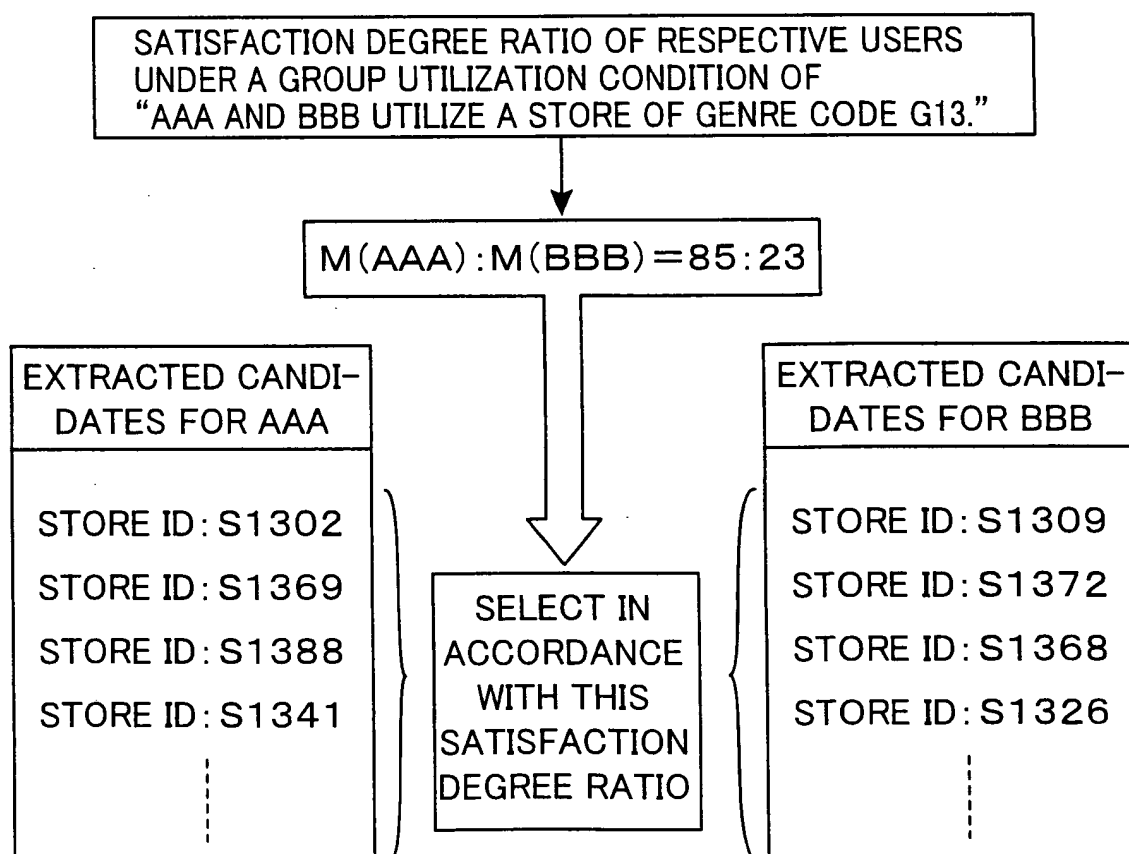 SATISFACTION DEGREE RATIO OF RESPECTIVE USERS
UNDER A GROUP UTILIZATION CONDITION OF
“AAA AND BBB UTILIZE A STORE OF GENRE CODE G13.”
M(AAA):M(BBB)=85:23
EXTRACTED CANDI-
DATES FOR AAA
STORE ID: S1302
STORE ID: S1369
STORE ID: S1388
STORE ID: S1341
SELECT IN
ACCORDANCE
WITH THIS
SATISFACTION
DEGREE RATIO
EXTRACTED CANDI-
DATES FOR BBB
STORE ID: S1309
STORE ID: S1372
STORE ID: S1368
STORE ID: S1326